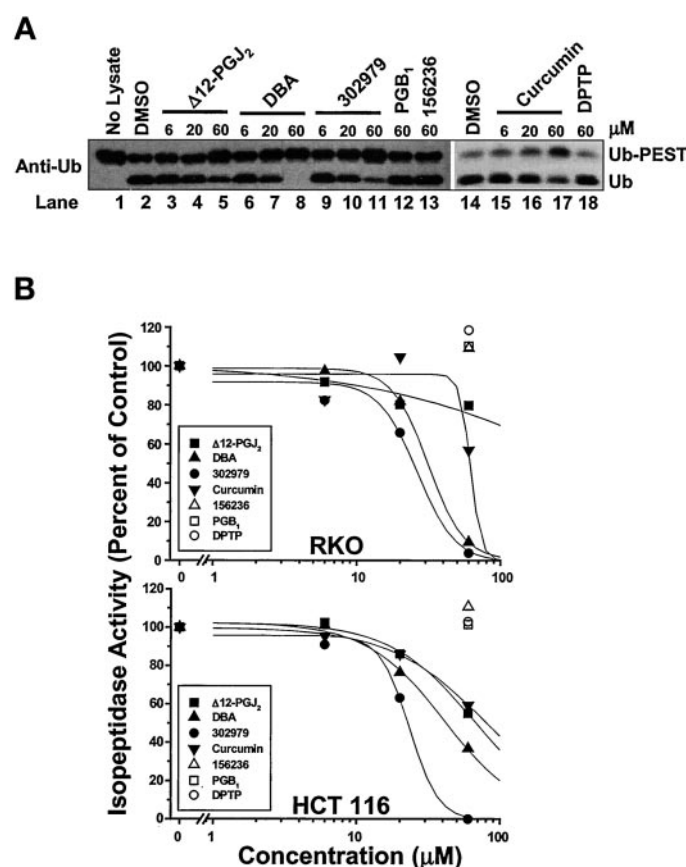 A
No Lysate DMSO Δ12-PGJ2 DBA 302979 PGB1 156236 DMSO Curcumin DPTP
6 20 60 6 20 60 6 20 60 60 60 6 20 60 60 μM
Anti-Ub Ub-PEST
Ub
Lane 1 2 3 4 5 6 7 8 9 10 11 12 13 14 15 16 17 18
B
Isopeptidase Activity (Percent of Control)
120
100
80
60
40
20
0
Δ12-PGJ2
DBA
302979
Curcumin
156236
PGB1
DPTP
RKO
0 1 10 100
120
100
80
60
40
20
0
Δ12-PGJ2
DBA
302979
Curcumin
156236
PGB1
DPTP
HCT 116
0 1 10 100
Concentration (μM)